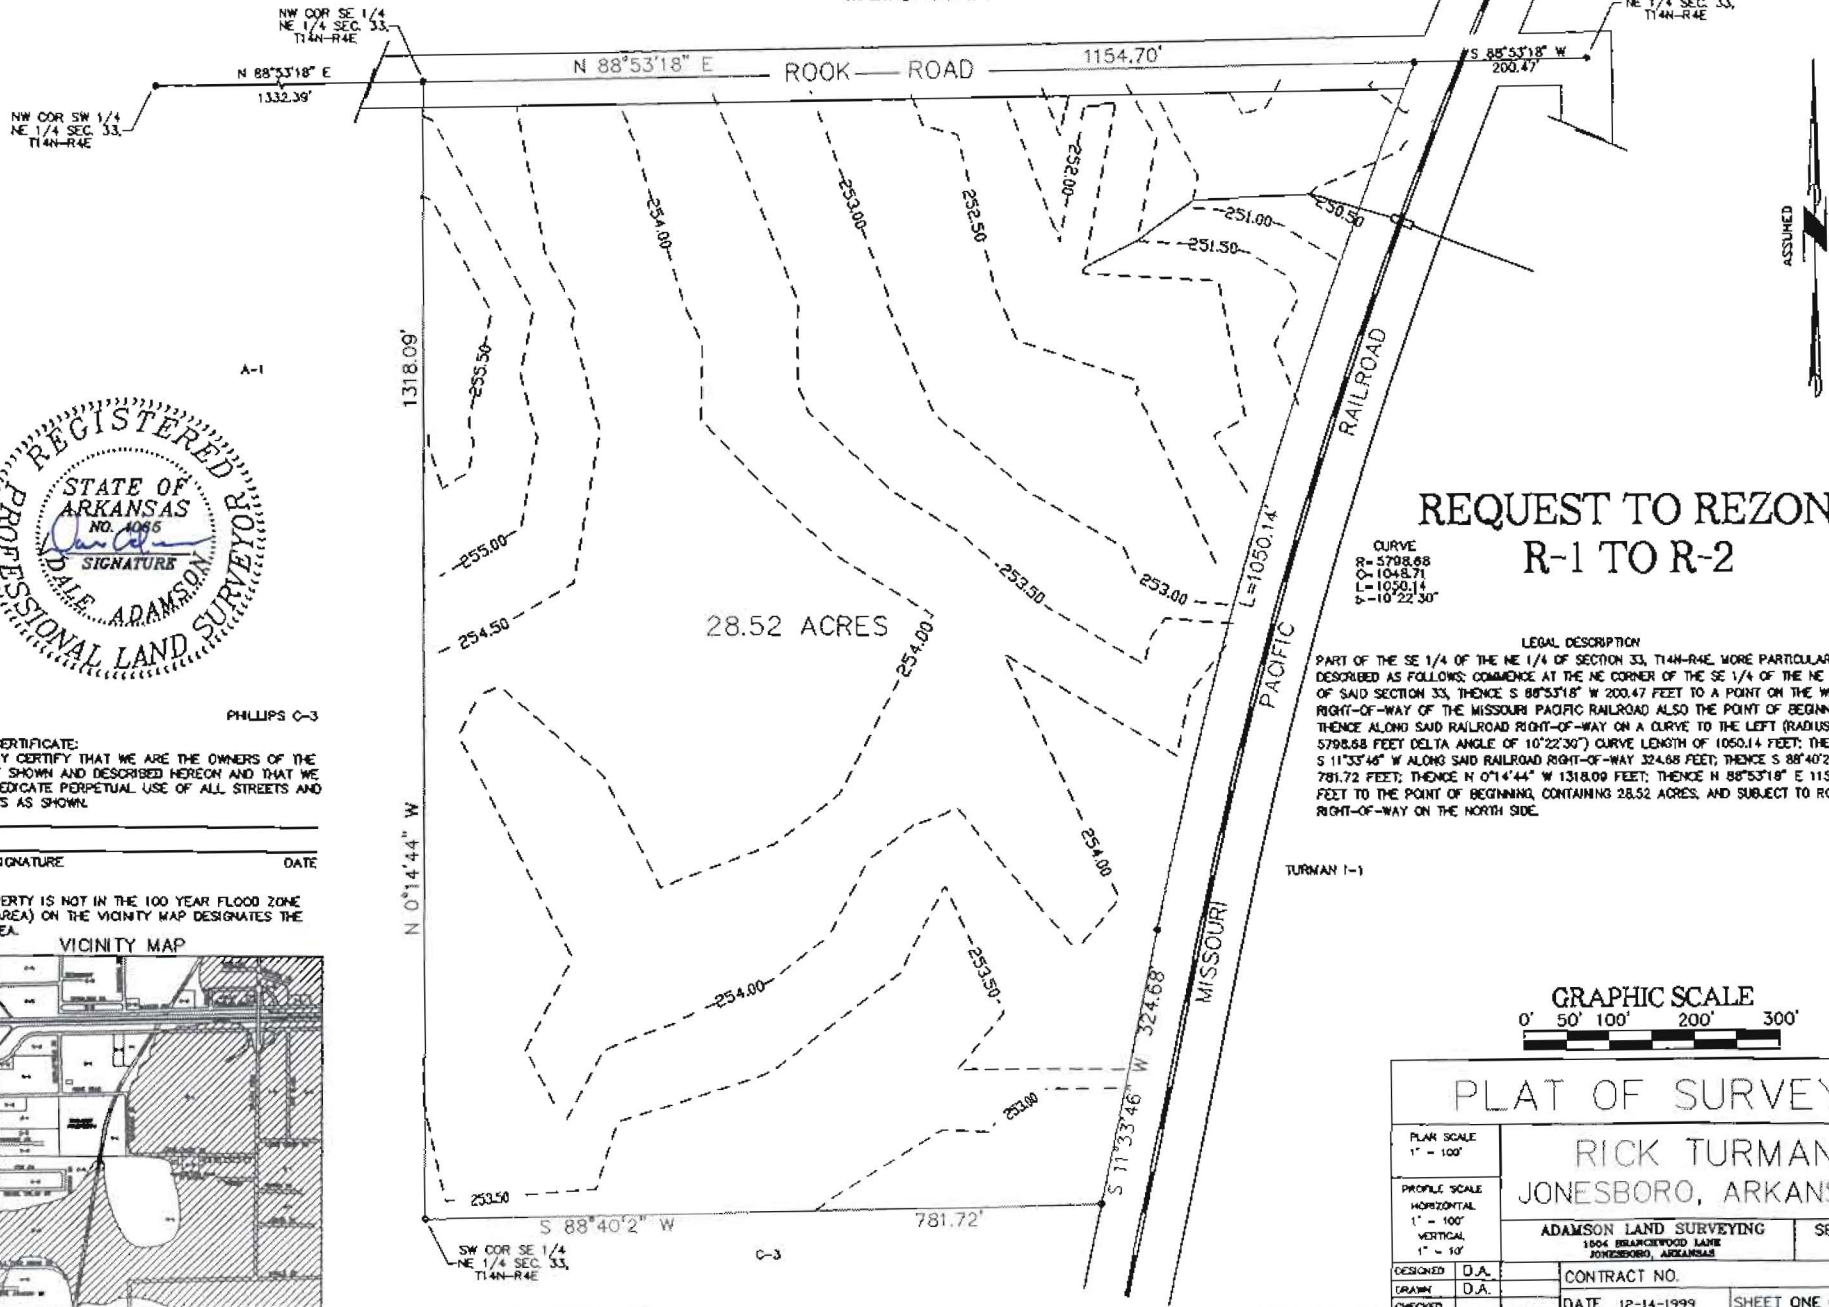 NW COR SE 1/4
NE 1/4 SEC. 33,
T14N-R4E
NE 1/4 SEC. 33,
T14N-R4E
N 88°53'18" E
1332.39'
N 88°53'18" E
ROOK ROAD
1154.70'
S 88°53'18" W
200.47'
NW COR SW 1/4
NE 1/4 SEC. 33,
T14N-R4E
254.00
253.00
252.50
252.00
251.00
250.50
251.50
ASSUMED
1318.09'
255.50
A-1
RAILROAD
REGISTERED
PROFESSIONAL LAND SURVEYOR
STATE OF
ARKANSAS
NO. 1065
SIGNATURE
DALE ADAMSON
REQUEST TO REZON
R-1 TO R-2
CURVE
R- 5798.68
C- 1048.71
L- 1050.14
10°22'30"
L=1050.14'
255.00
253.50
253.00
254.50
28.52 ACRES
254.00
PACIFIC
LEGAL DESCRIPTION
PART OF THE SE 1/4 OF THE NE 1/4 OF SECTION 33, T14N-R4E, MORE PARTICULAR
DESCRIBED AS FOLLOWS: COMMENCE AT THE NE CORNER OF THE SE 1/4 OF THE NE
OF SAID SECTION 33, THENCE S 88°53'18" W 200.47 FEET TO A POINT ON THE W
RIGHT-OF-WAY OF THE MISSOURI PACIFIC RAILROAD ALSO THE POINT OF BEGINN
THENCE ALONG SAID RAILROAD RIGHT-OF-WAY ON A CURVE TO THE LEFT (RADIUS
5798.68 FEET DELTA ANGLE OF 10°22'30") CURVE LENGTH OF 1050.14 FEET; THE
S 11°33'46" W ALONG SAID RAILROAD RIGHT-OF-WAY 324.68 FEET; THENCE S 88°40'2
781.72 FEET; THENCE N 0°14'44" W 1318.09 FEET; THENCE N 88°53'18" E 115
FEET TO THE POINT OF BEGINNING, CONTAINING 28.52 ACRES, AND SUBJECT TO RO
RIGHT-OF-WAY ON THE NORTH SIDE.
PHILLIPS C-3
ERTIFICATE:
Y CERTIFY THAT WE ARE THE OWNERS OF THE
SHOWN AND DESCRIBED HEREON AND THAT WE
EDICATE PERPETUAL USE OF ALL STREETS AND
S AS SHOWN.
IGNATURE DATE
N 0°14'44" W
254.00
TURMAN I-1
ERTY IS NOT IN THE 100 YEAR FLOOD ZONE
AREA) ON THE VICINITY MAP DESIGNATES THE
EA.
VICINITY MAP
MISSOURI
254.00
253.50
324.68'
S 11°33'46" W
253.00
253.50
S 88°40'2" W
781.72'
SW COR SE 1/4
NE 1/4 SEC. 33,
T14N-R4E
C-3
GRAPHIC SCALE
0' 50' 100' 200' 300'
PLAT OF SURVEY
PLAN SCALE
1" = 100'
RICK TURMAN
JONESBORO, ARKANS
PROFILE SCALE
HORIZONTAL
1" = 100'
VERTICAL
1" = 10'
ADAMSON LAND SURVEYING
1504 BRANCHWOOD LANE
JONESBORO, ARKANSAS
DESIGNED D.A.
DRAWN D.A.
CHECKED
CONTRACT NO.
DATE 12-14-1999
SHEET ONE